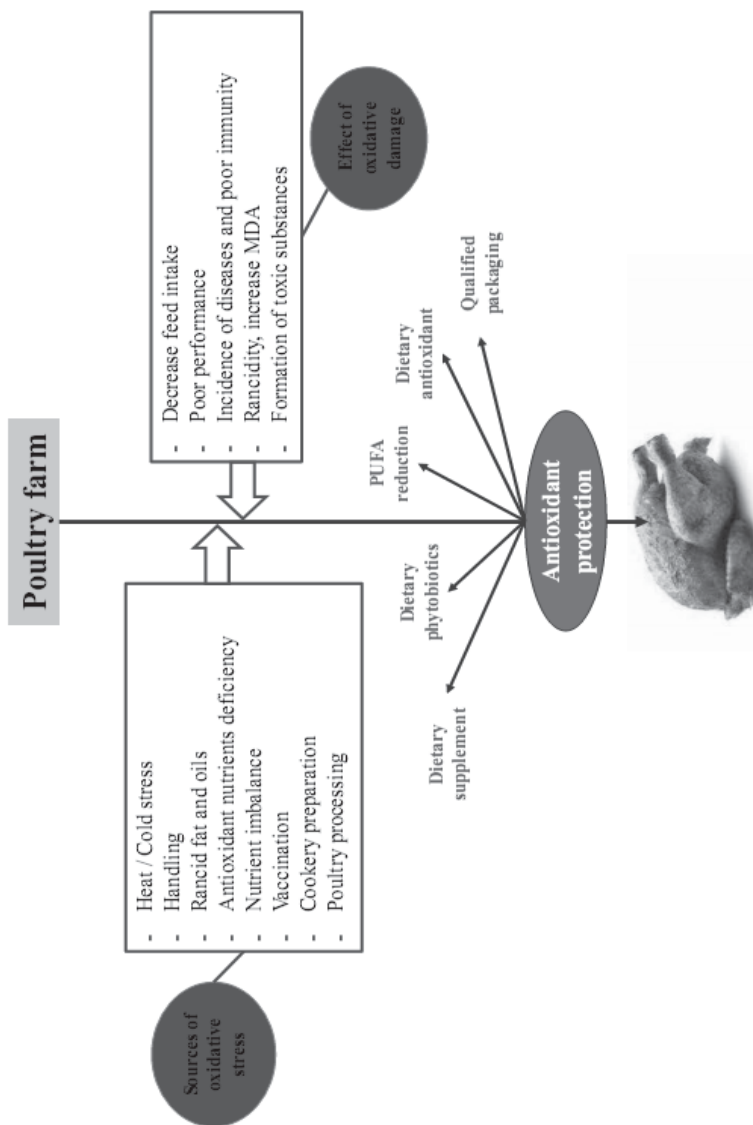 Poultry farm
Sources of
oxidative
stress
- Heat / Cold stress
- Handling
- Rancid fat and oils
- Antioxidant nutrients deficiency
- Nutrient imbalance
- Vaccination
- Cookery preparation
- Poultry processing
- Decrease feed intake
- Poor performance
- Incidence of diseases and poor immunity
- Rancidity, increase MDA
- Formation of toxic substances
Effect of
oxidative
damage
Dietary
supplement
Dietary
phytobiotics
PUFA
reduction
Dietary
antioxidant
Qualified
packaging
Antioxidant
protection